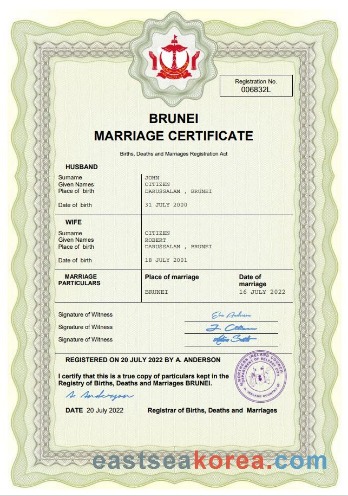 Registration No.
006832L
BRUNEI
MARRIAGE CERTIFICATE
Births, Deaths and Marriages Registration Act
HUSBAND
Surname JOHN
Given Names CITIZEN
Place of birth DARUSSALAM , BRUNEI
Date of birth 31 JULY 2000
WIFE
Surname CITIZEN
Given Names ROBERT
Place of birth DARUSSALAM , BRUNEI
Date of birth 18 JULY 2001
MARRIAGE PARTICULARS
Place of marriage
Date of marriage
BRUNEI 16 JULY 2022
Signature of Witness
Signature of Witness
Signature of Witness
REGISTERED ON 20 JULY 2022 BY A. ANDERSON
I certify that this is a true copy of particulars kept in the
Registry of Births, Deaths and Marriages BRUNEI.
A Anderson
DATE 20 July 2022 Registrar of Births, Deaths and Marriages
eastseakorea.com